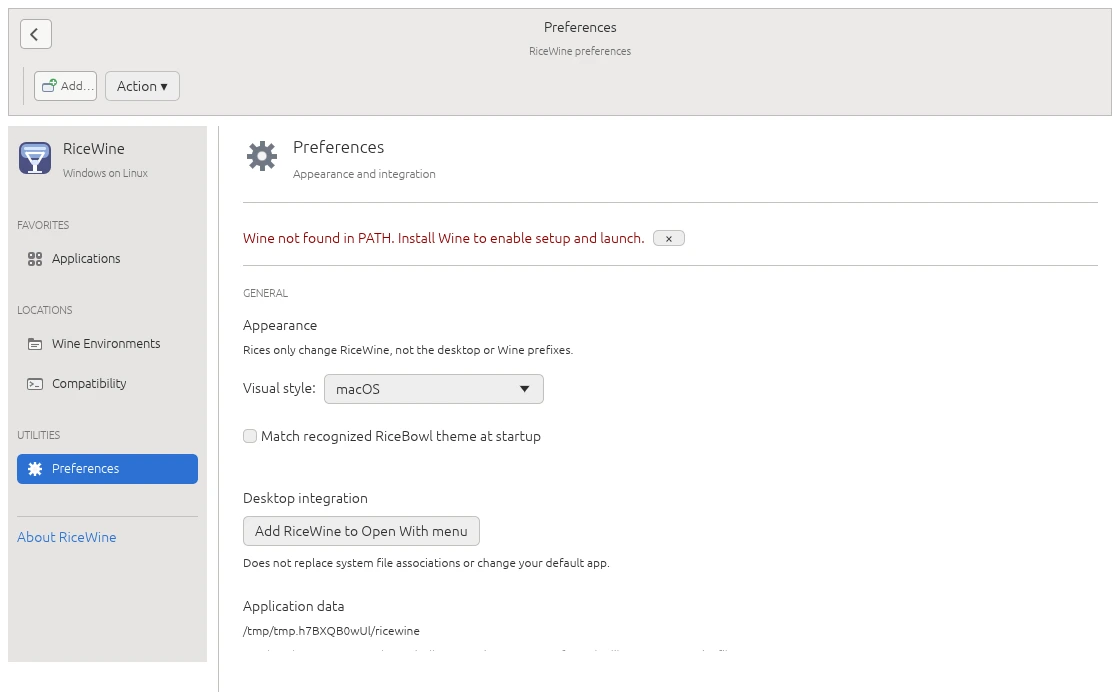 Preferences
RiceWine preferences
Add...
Action ▾
RiceWine
Windows on Linux
FAVORITES
Applications
LOCATIONS
Wine Environments
Compatibility
UTILITIES
Preferences
About RiceWine
Preferences
Appearance and integration
Wine not found in PATH. Install Wine to enable setup and launch. ×
GENERAL
Appearance
Rices only change RiceWine, not the desktop or Wine prefixes.
Visual style: macOS
Match recognized RiceBowl theme at startup
Desktop integration
Add RiceWine to Open With menu
Does not replace system file associations or change your default app.
Application data
/tmp/tmp.h7BXQB0wUl/ricewine